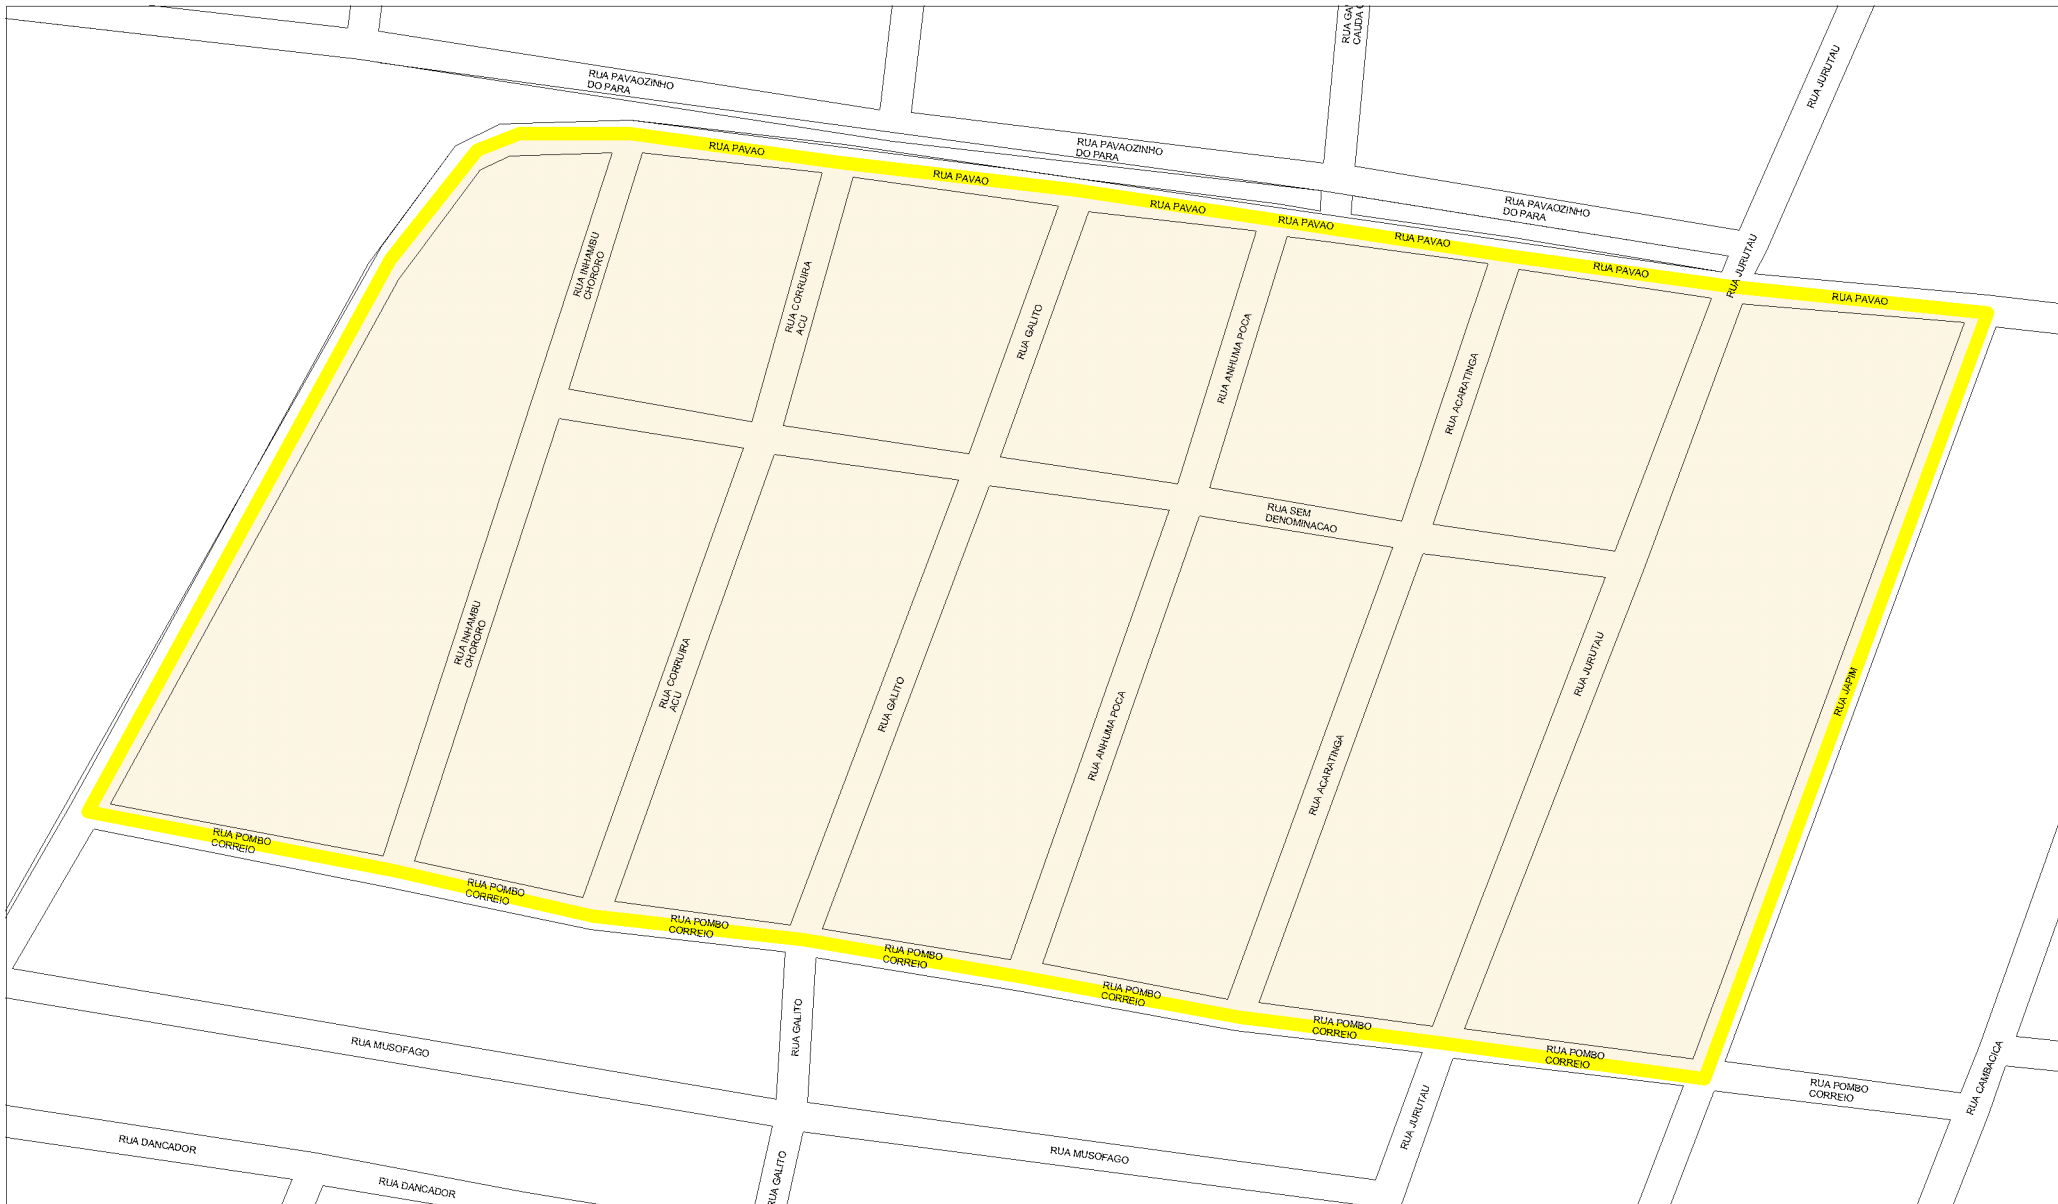 RUA PAVAOZINHO
DO PARA
RUA JURUTAU
RUA PAVAO
RUA PAVAOZINHO
DO PARA
RUA PAVAO
RUA PAVAO
RUA PAVAO
RUA PAVAO
RUA PAVAOZINHO
DO PARA
RUA PAVAO
RUA JURUTAU
RUA PAVAO
RUA INHAMBU
CHORORO
RUA CORRUIRA
ACU
RUA GALITO
RUA ANHUMA POCA
RUA ACARATINGA
RUA SEM
DENOMINACAO
RUA INHAMBU
CHORORO
RUA CORRUIRA
ACU
RUA GALITO
RUA ANHUMA POCA
RUA ACARATINGA
RUA JURUTAU
RUA JAPIM
RUA POMBO
CORREIO
RUA POMBO
CORREIO
RUA POMBO
CORREIO
RUA POMBO
CORREIO
RUA POMBO
CORREIO
RUA POMBO
CORREIO
RUA POMBO
CORREIO
RUA POMBO
CORREIO
RUA CAMBACICA
RUA GALITO
RUA MUSOFAGO
RUA JURUTAU
RUA MUSOFAGO
RUA DANCADOR
RUA DANCADOR
RUA GALITO